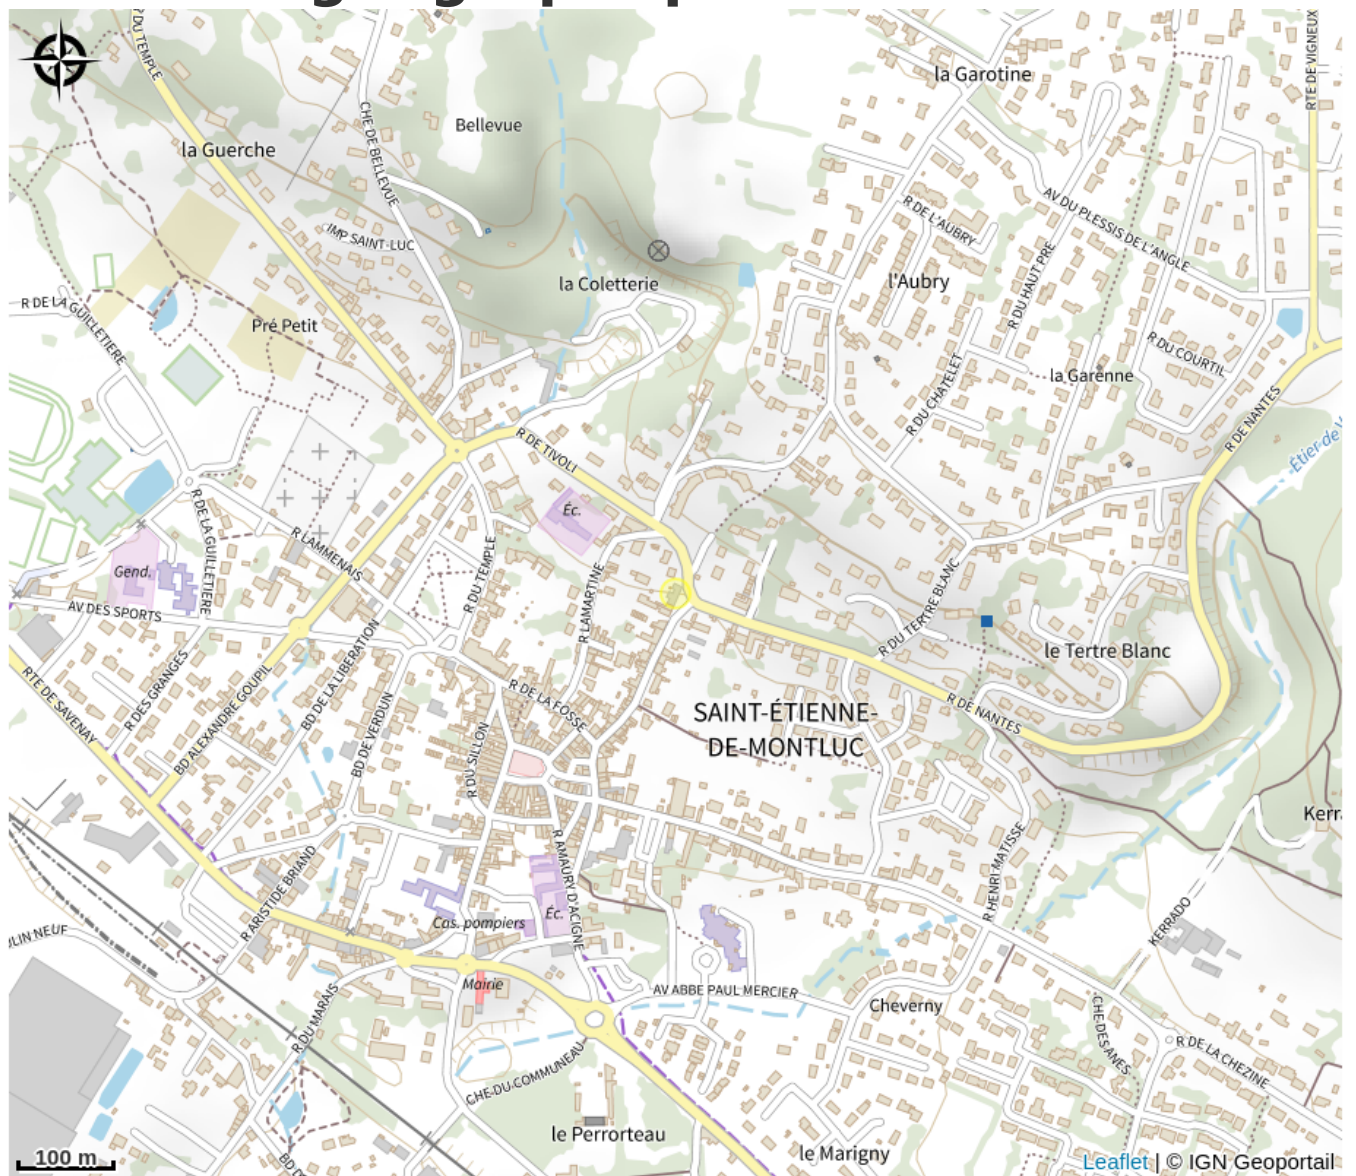 R DU TEMPLE
la Garotine
RTE DE VIGNEUX
Bellevue
CHE DE BELLEVUE
la Guerche
AV DU PLESSIS DE L'ANGLE
R DE L'AUBRY
IMP SAINT-LUC
l'Aubry
R DU HAUT PRE
la Coletterie
R DE LA GUILLETIERE
Pré Petit
R DU COURTIL
la Garenne
R DU CHATELET
R DE NANTES
R DE TIVOLI
Étier de V
Éc.
R DE LA GUILLETIERE
R LAMMENAIS
Gend.
R DU TEMPLE
R LAMARTINE
R DU TERTRE BLANC
AV DES SPORTS
le Tertre Blanc
BD DE LA LIBERATION
R DES GRANGES
RTE DE SAVENAY
BD ALEXANDRE GOUPIL
R DE LA FOSSE
BD DE VERDUN
R DU SILLON
SAINT-ÉTIENNE-
DE-MONTLUC
R DE NANTES
Kerr
R AMAURY D'ACIGNE
R HENRI MATISSE
R ARISTIDE BRIAND
Cas. pompiers
Éc.
KERRADO
ULIN NEUF
Mairie
AV ABBE PAUL MERCIER
Cheverny
R DU MARAIS
CHE DES ANES
R DE LA CHEZINE
CHE DU COMMUNEAU
le Perrorteau
le Marigny
100 m
BD D
Leaflet | © IGN Geoportail